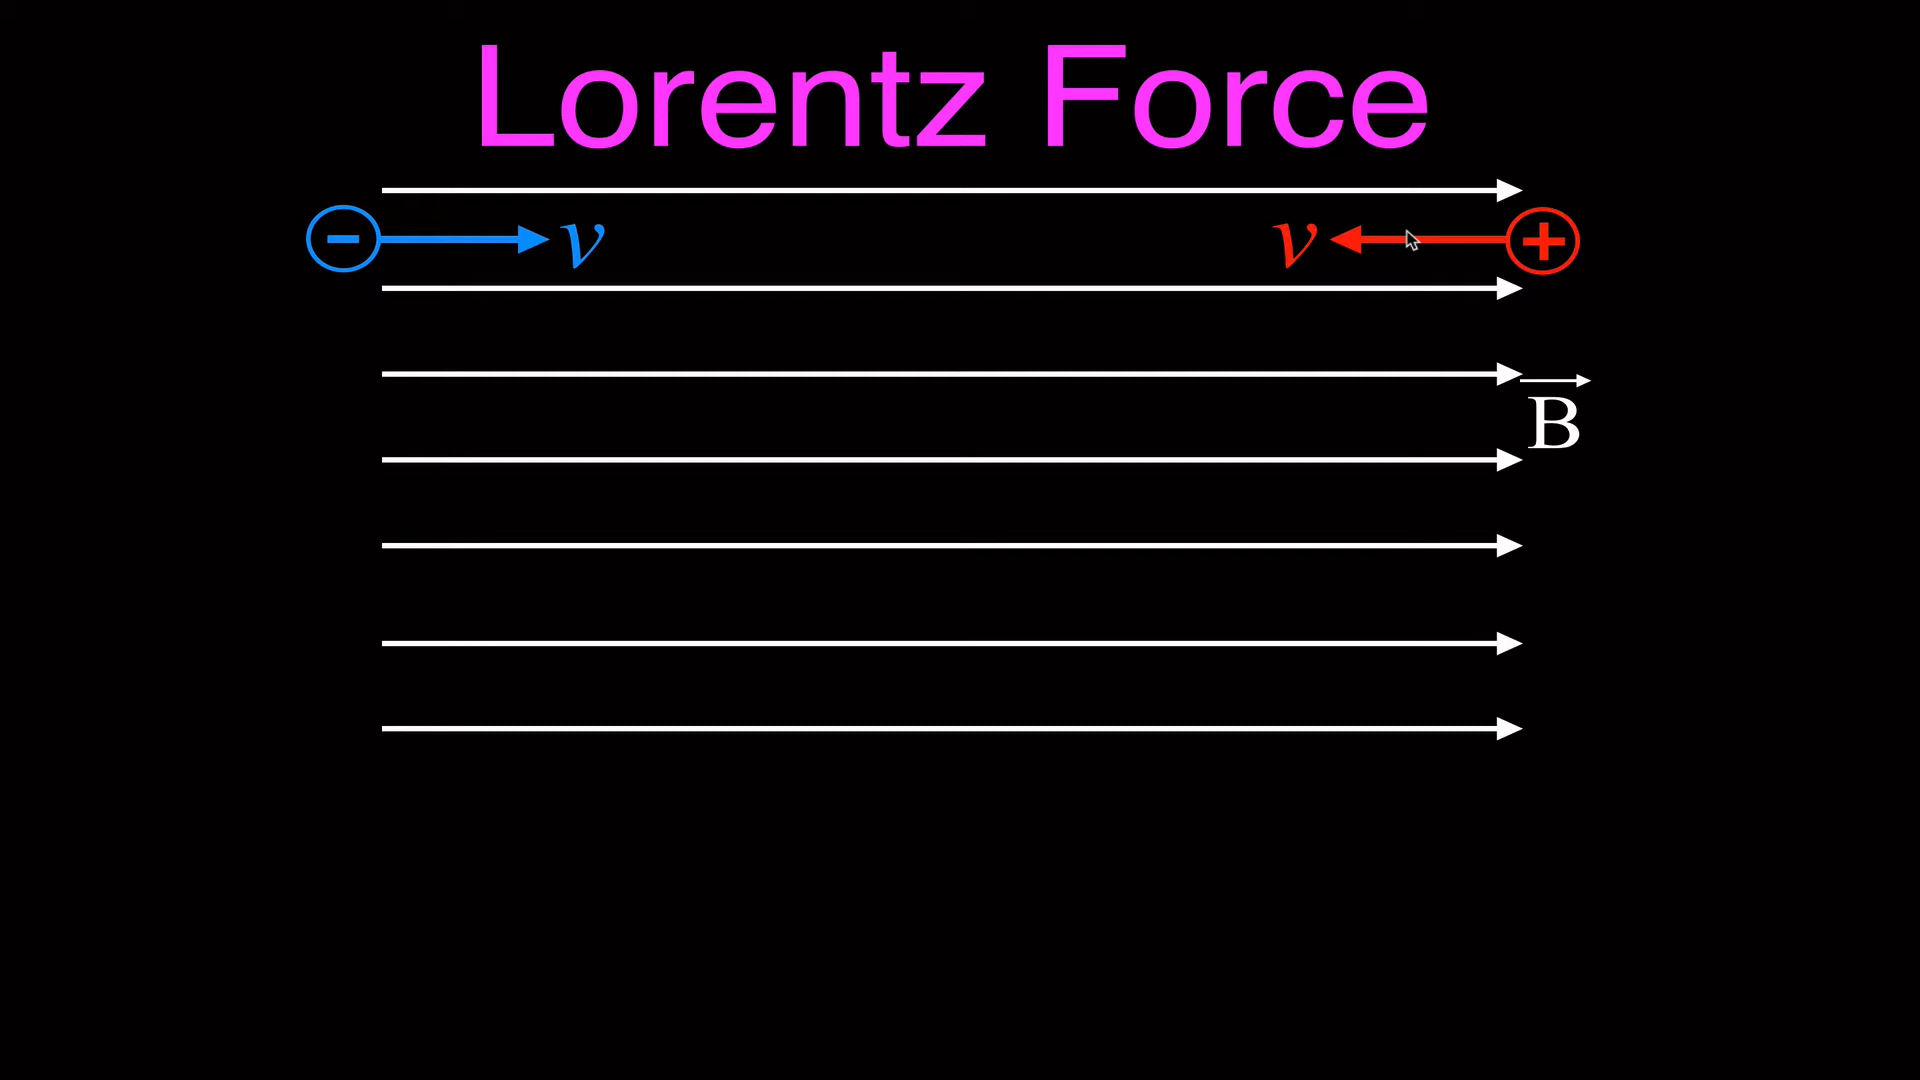 Lorentz Force
− v v +
B